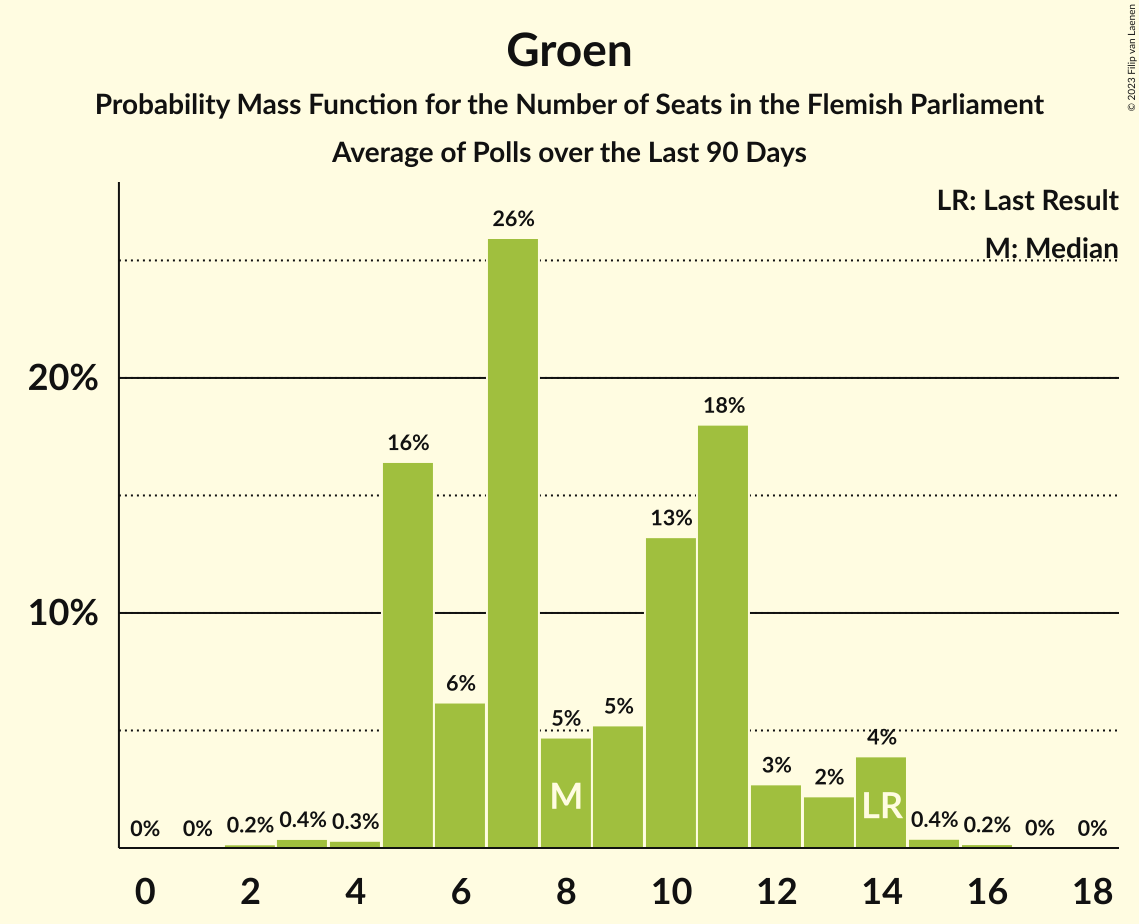 Groen
Probability Mass Function for the Number of Seats in the Flemish Parliament
Average of Polls over the Last 90 Days
© 2023 Filip van Laenen
LR: Last Result
M: Median
20%
10%
0%
0%
0.2%
0.4%
0.3%
16%
6%
26%
5%
5%
13%
18%
3%
2%
4%
0.4%
0.2%
0%
0%
M
LR
0 2 4 6 8 10 12 14 16 18